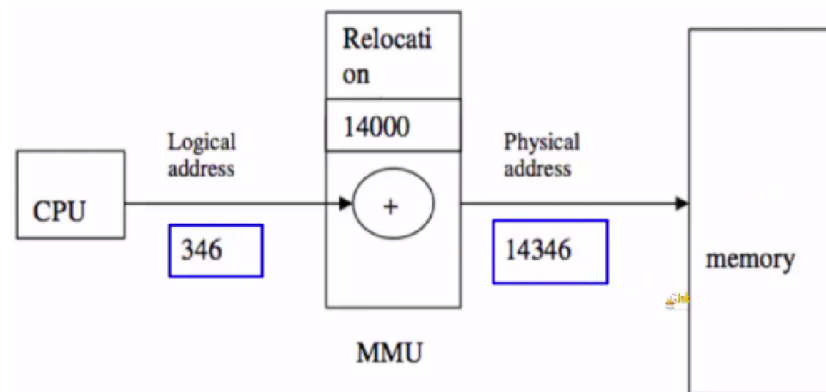 Relocati
on
14000
Logical
address
Physical
address
CPU
+
346
14346
memory
MMU